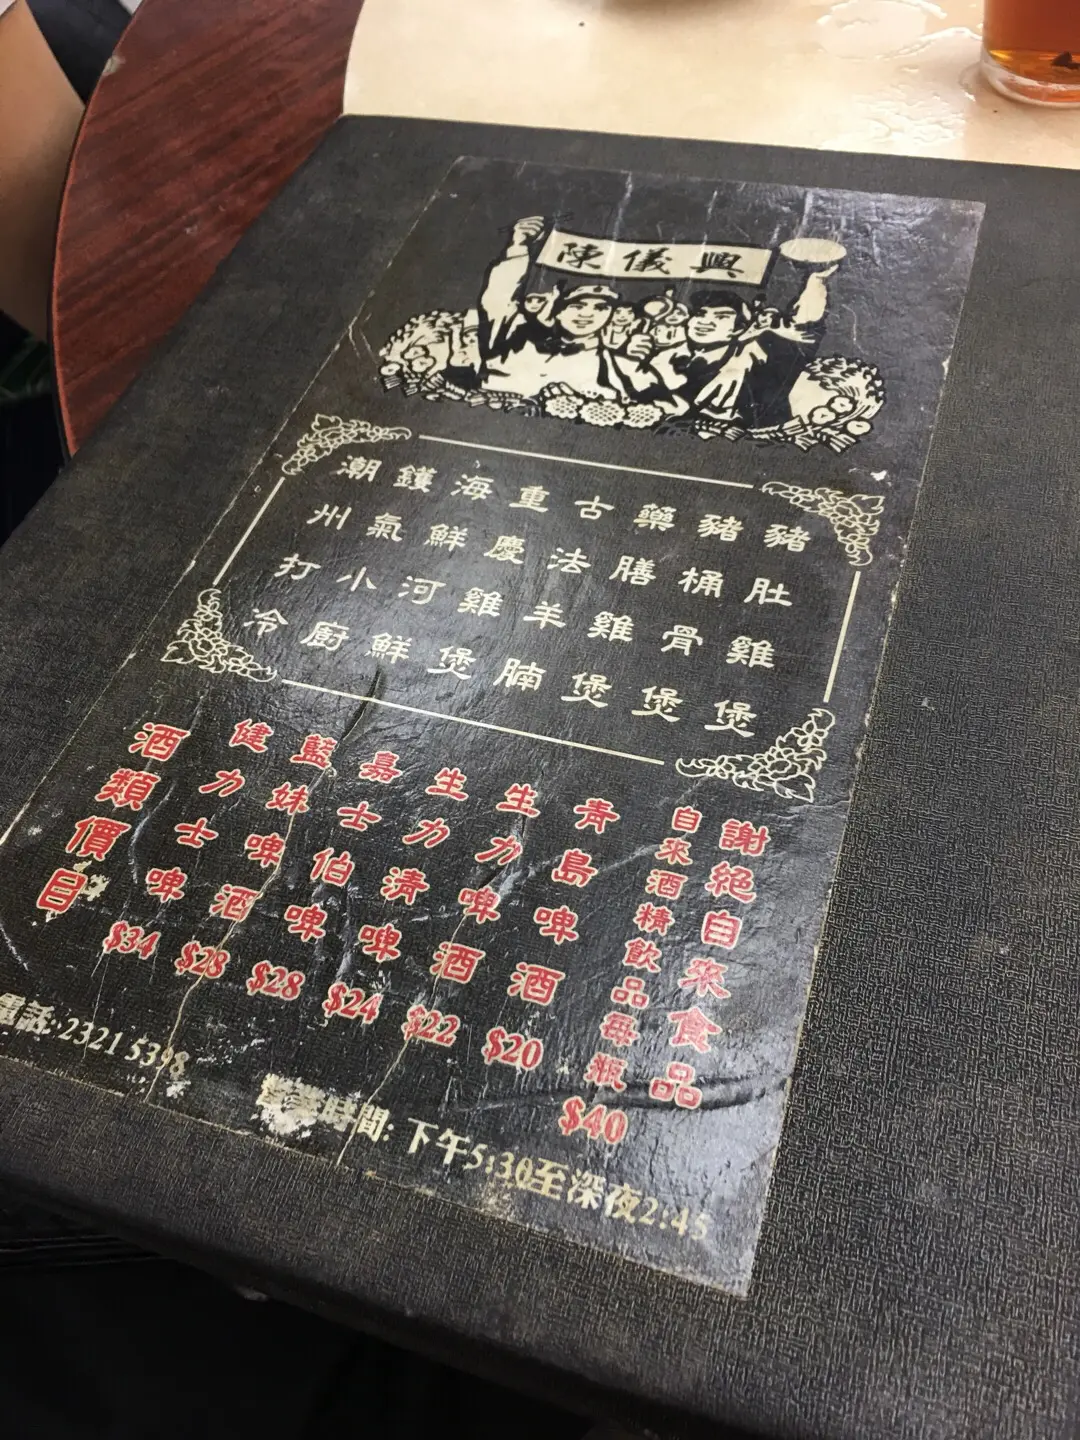 陳儀興
豬肚雞煲
豬桶骨煲
藥膳雞煲
古法羊腩
重慶雞煲
海鮮河鮮
鑊氣小廚
潮州打冷
謝絕自來食品
自來酒精飲品每瓶$40
青島啤酒$20
生力啤酒$22
生力清啤$24
嘉士伯啤$28
藍妹啤酒$28
健力士啤$34
酒類價目
電話: 2321 5398
營業時間: 下午5:30至深夜2:45